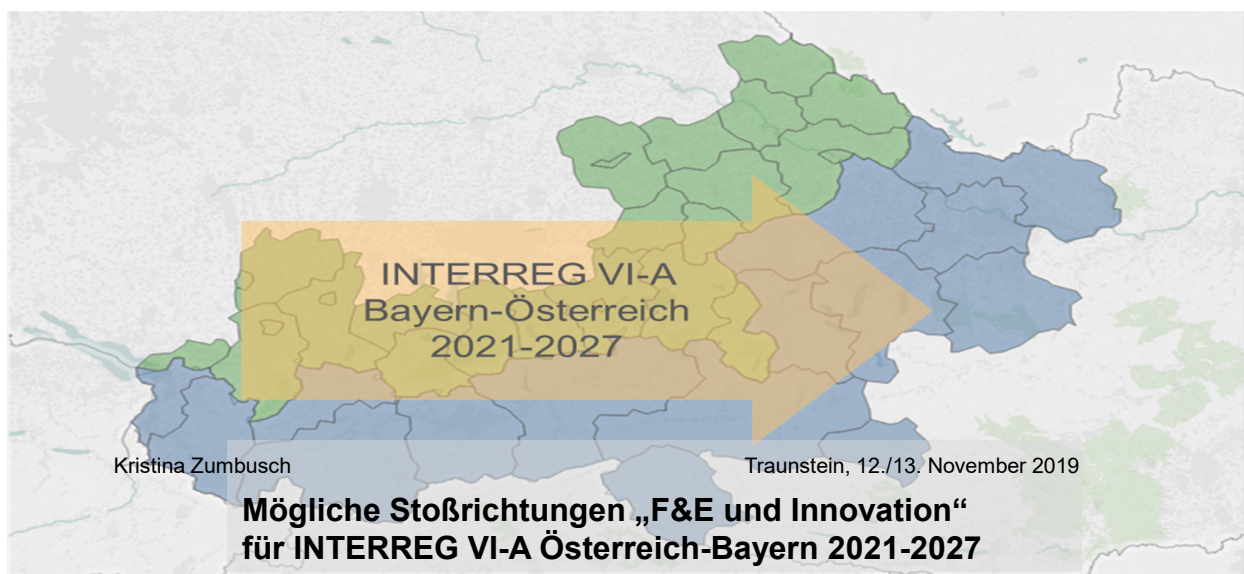 INTERREG VI-A
Bayern-Österreich
2021-2027
Kristina Zumbusch
Traunstein, 12./13. November 2019
Mögliche Stoßrichtungen „F&E und Innovation“
für INTERREG VI-A Österreich-Bayern 2021-2027